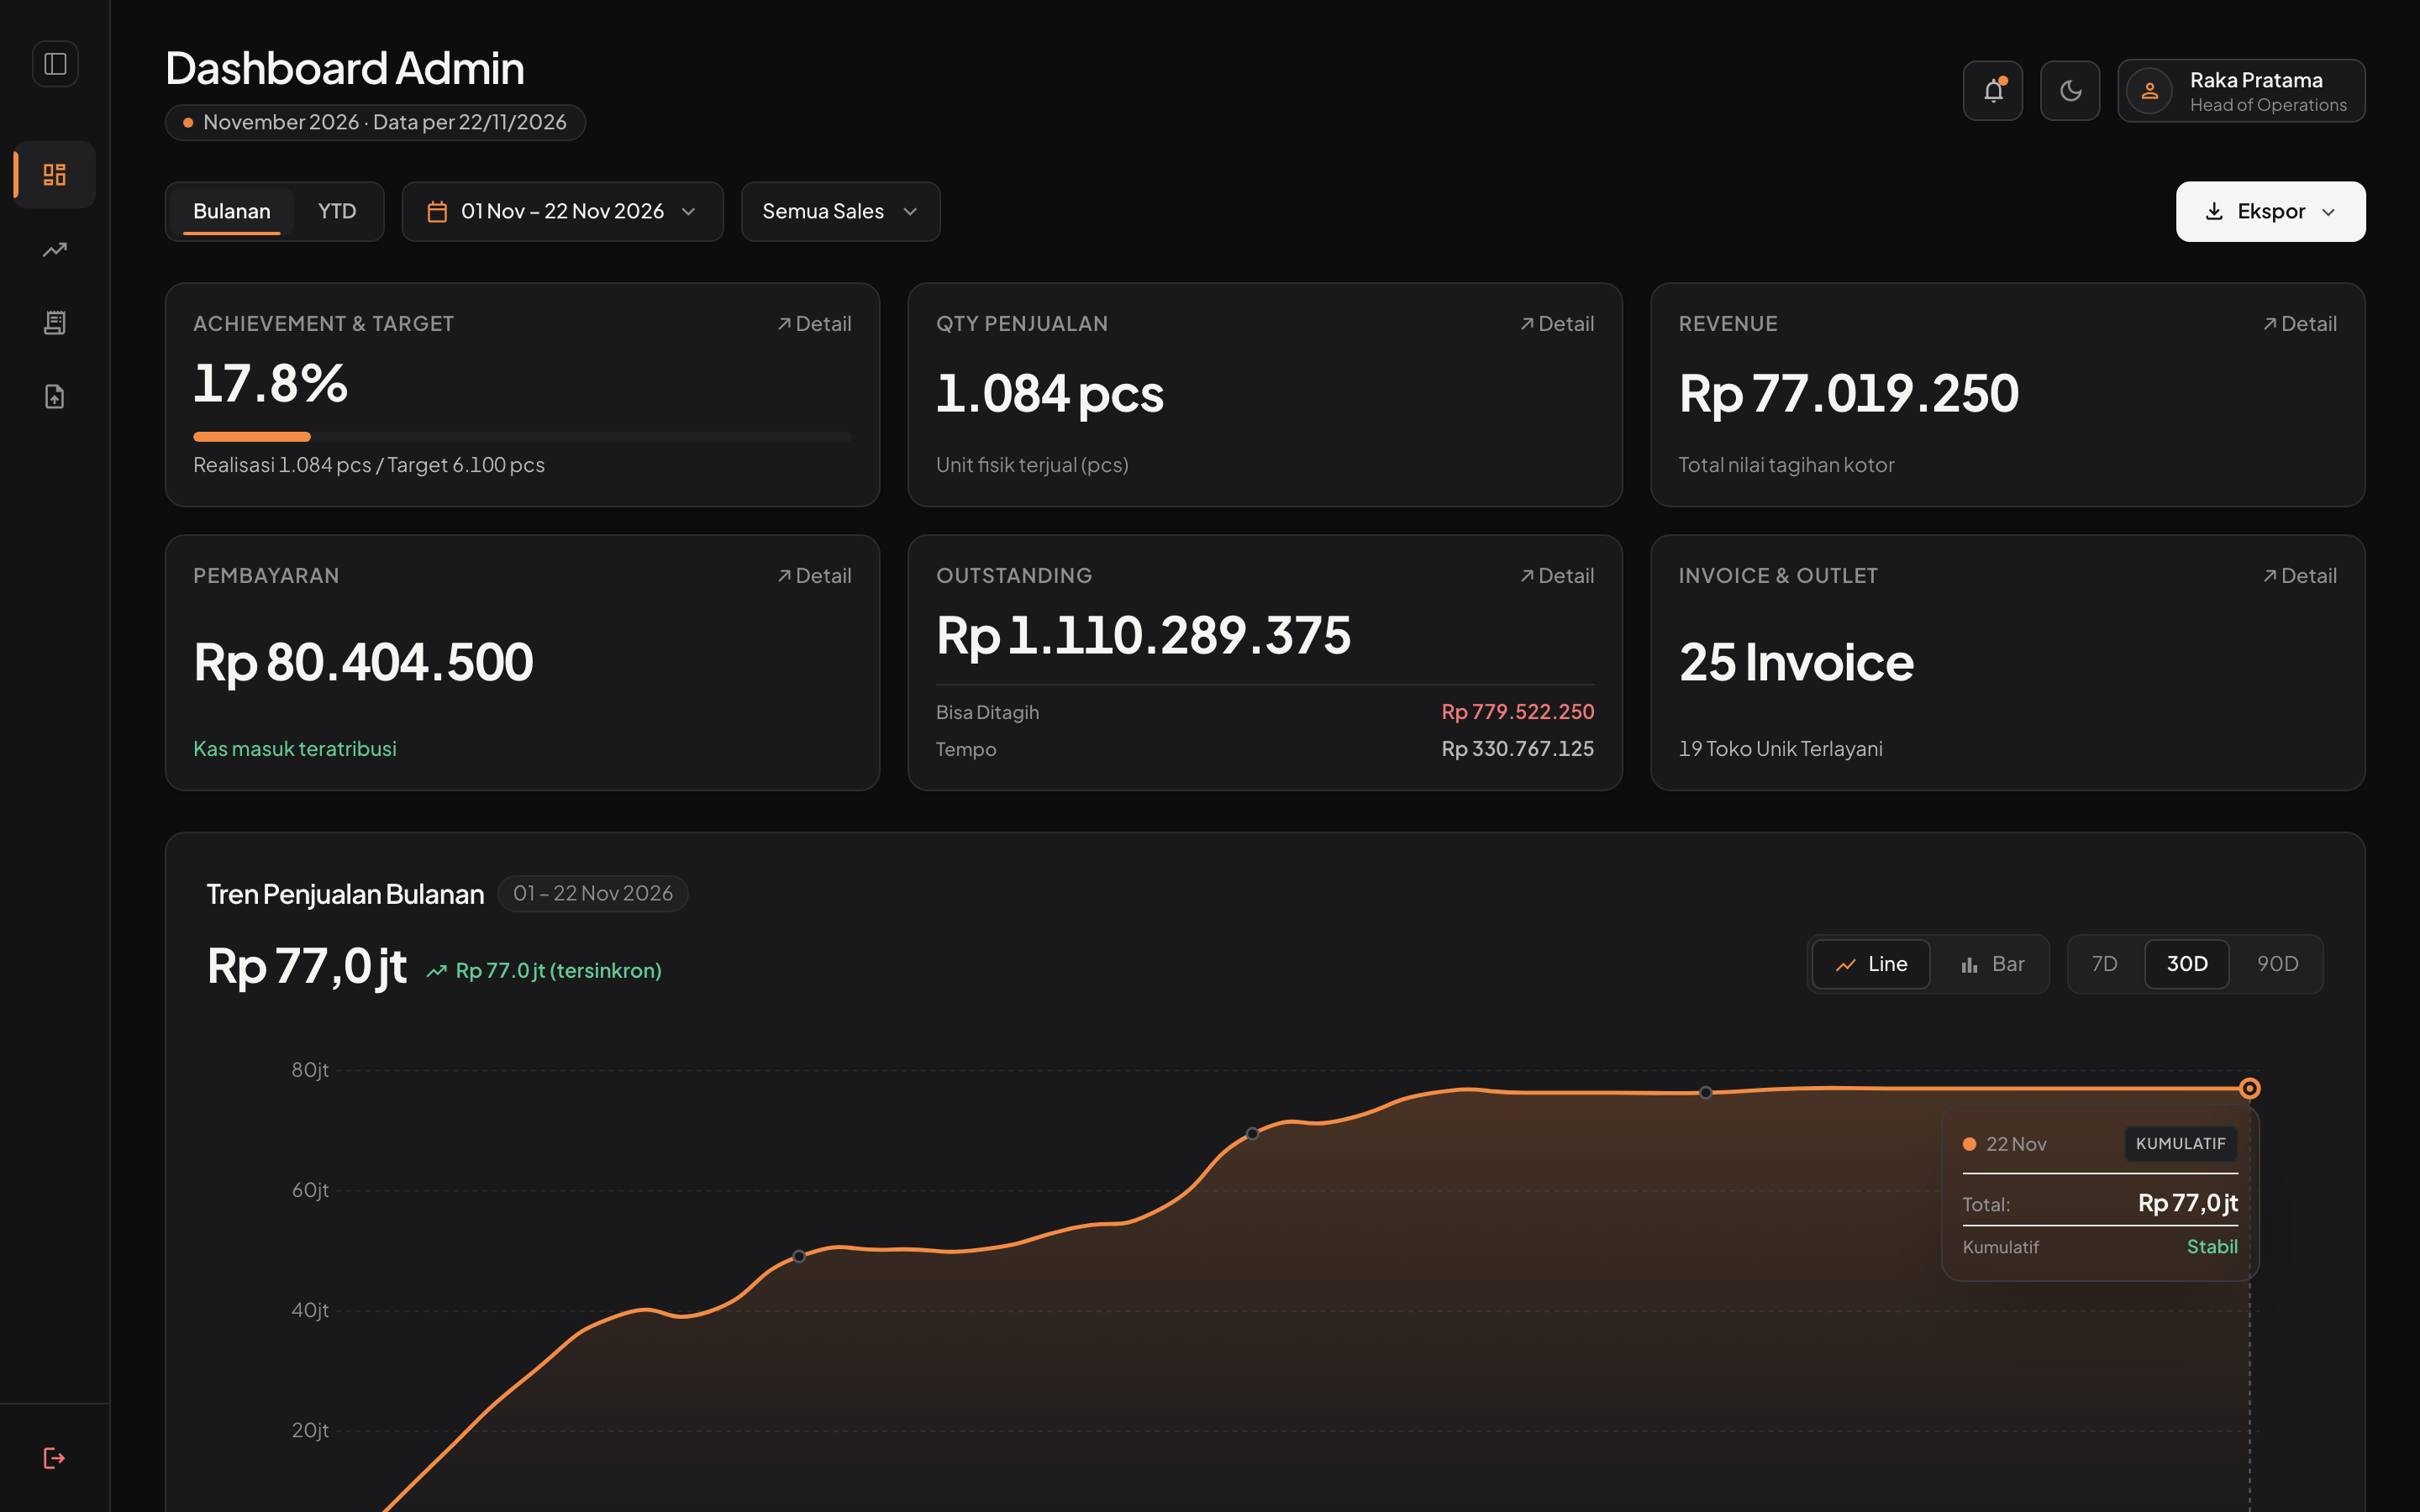 Dashboard Admin
November 2026 · Data per 22/11/2026
Raka Pratama
Head of Operations
Bulanan YTD 01 Nov – 22 Nov 2026 Semua Sales Ekspor
ACHIEVEMENT & TARGET Detail
17.8%
Realisasi 1.084 pcs / Target 6.100 pcs
QTY PENJUALAN Detail
1.084 pcs
Unit fisik terjual (pcs)
REVENUE Detail
Rp 77.019.250
Total nilai tagihan kotor
PEMBAYARAN Detail
Rp 80.404.500
Kas masuk teratribusi
OUTSTANDING Detail
Rp 1.110.289.375
Bisa Ditagih Rp 779.522.250
Tempo Rp 330.767.125
INVOICE & OUTLET Detail
25 Invoice
19 Toko Unik Terlayani
Tren Penjualan Bulanan 01 – 22 Nov 2026
Rp 77,0 jt Rp 77.0 jt (tersinkron)
Line Bar 7D 30D 90D
80jt
60jt
40jt
20jt
22 Nov KUMULATIF
Total: Rp 77,0 jt
Kumulatif Stabil